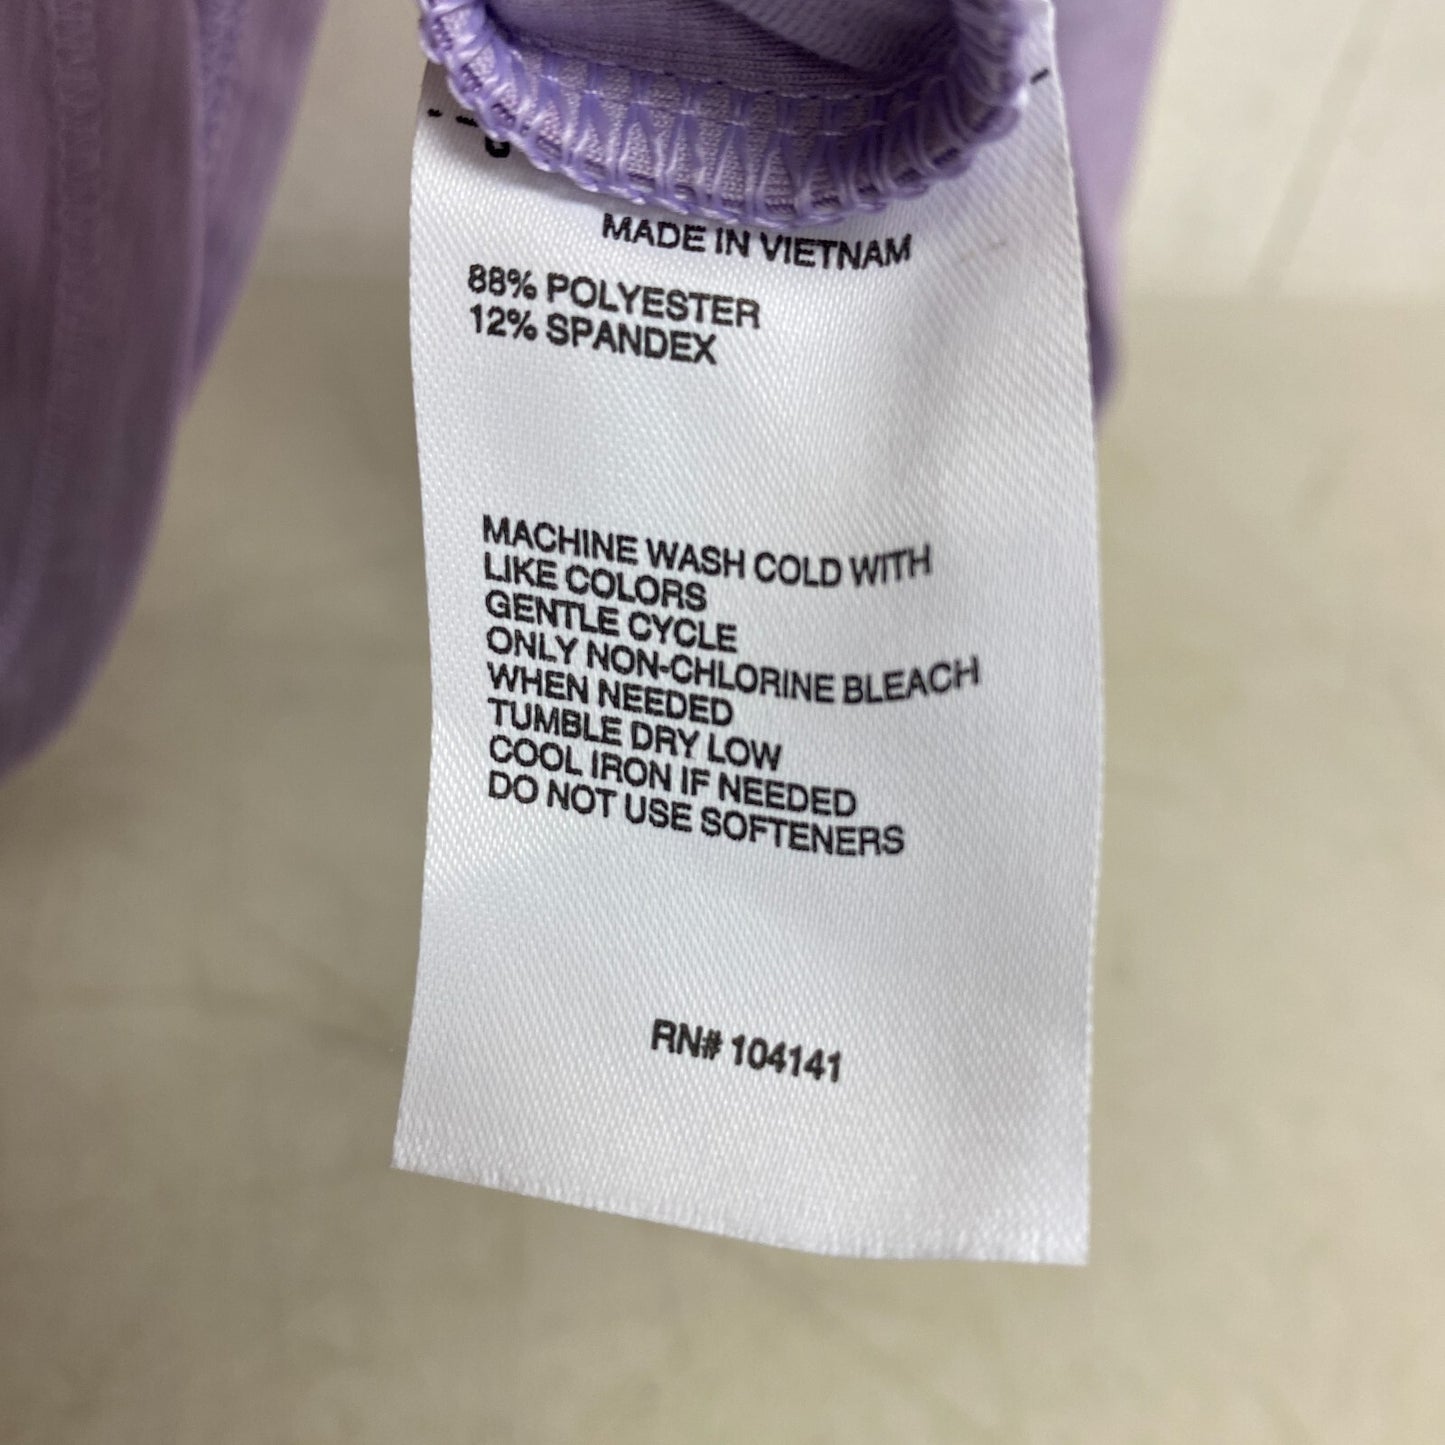 MADE IN VIETNAM
88% POLYESTER
12% SPANDEX
MACHINE WASH COLD WITH
LIKE COLORS
GENTLE CYCLE
ONLY NON-CHLORINE BLEACH
WHEN NEEDED
TUMBLE DRY LOW
COOL IRON IF NEEDED
DO NOT USE SOFTENERS
RN# 104141